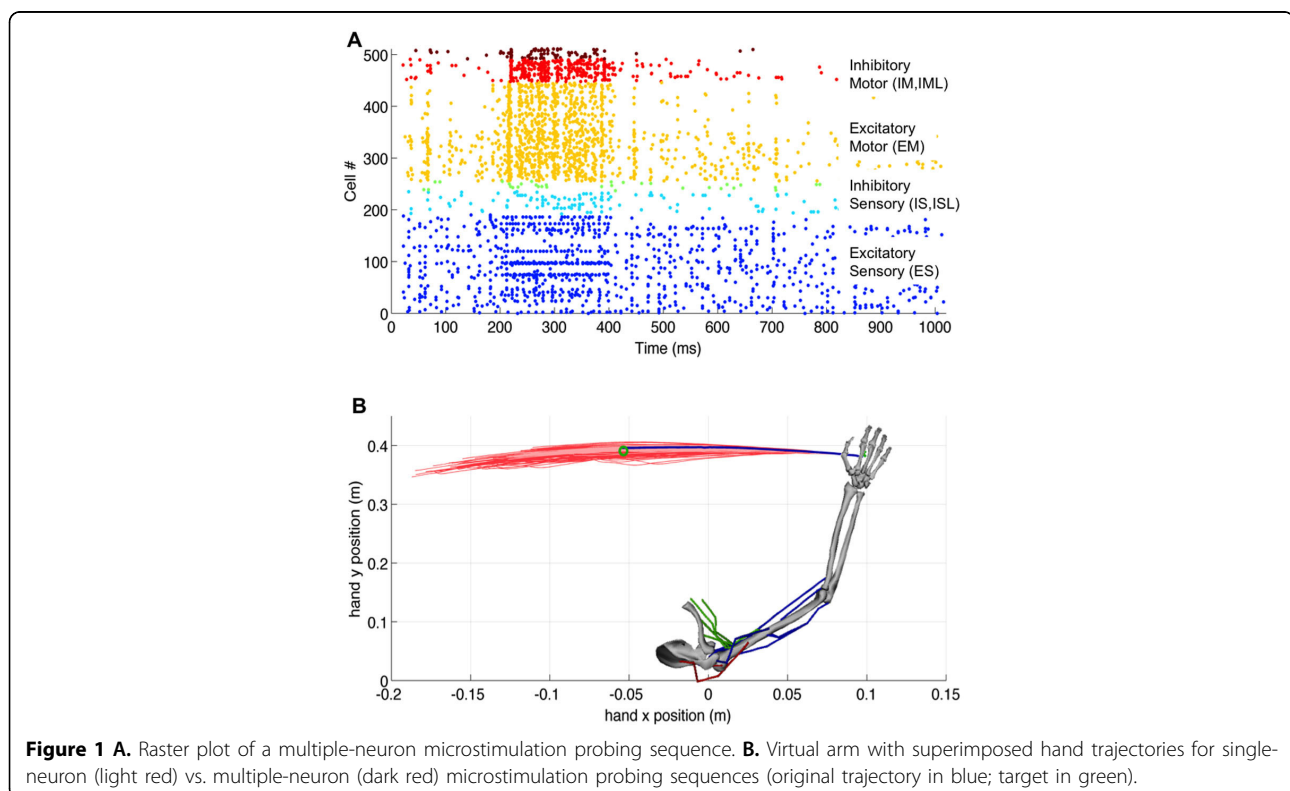 A
500
400
300
200
100
0
Cell #
0 100 200 300 400 500 600 700 800 900 1000
Time (ms)
Inhibitory
Motor (IM,IML)
Excitatory
Motor (EM)
Inhibitory
Sensory (IS,ISL)
Excitatory
Sensory (ES)
B
0.4
0.3
0.2
0.1
0
hand y position (m)
-0.2 -0.15 -0.1 -0.05 0 0.05 0.1 0.15
hand x position (m)
Figure 1 A. Raster plot of a multiple-neuron microstimulation probing sequence. B. Virtual arm with superimposed hand trajectories for single-
neuron (light red) vs. multiple-neuron (dark red) microstimulation probing sequences (original trajectory in blue; target in green).